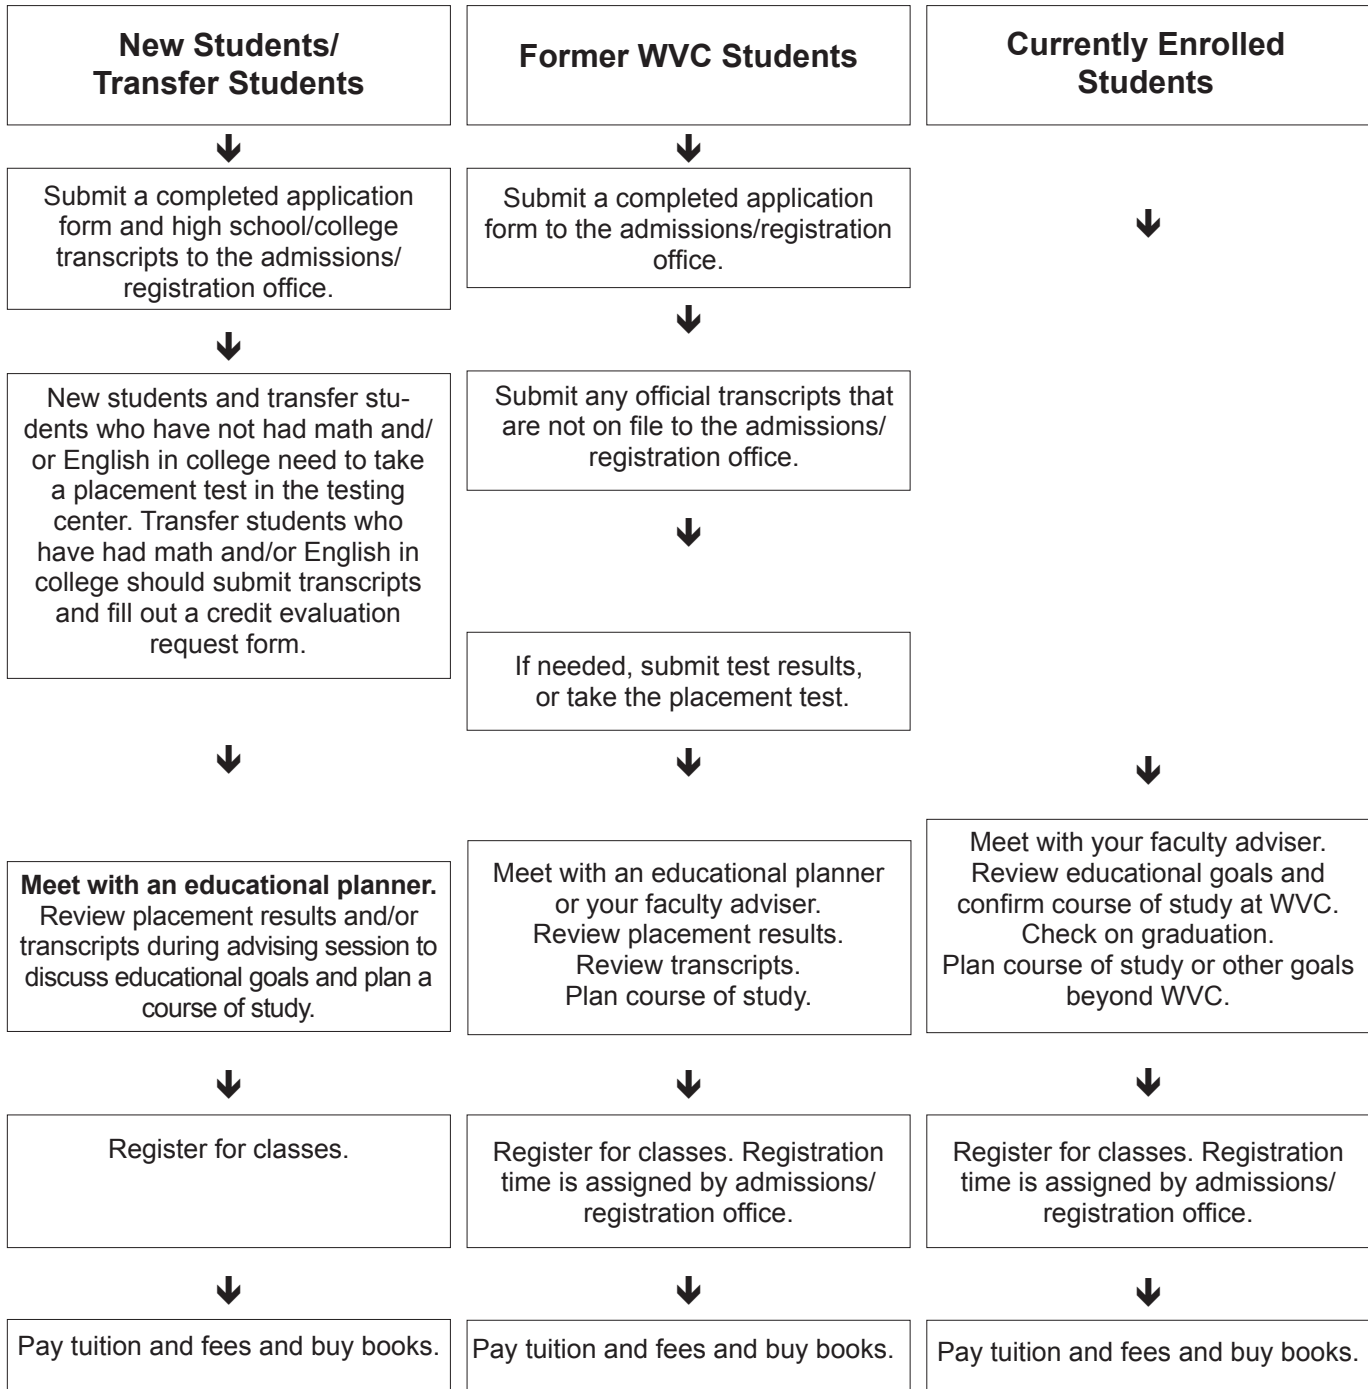 New Students/
Transfer Students
Submit a completed application
form and high school/college
transcripts to the admissions/
registration office.
New students and transfer stu-
dents who have not had math and/
or English in college need to take
a placement test in the testing
center. Transfer students who
have had math and/or English in
college should submit transcripts
and fill out a credit evaluation
request form.
Meet with an educational planner.
Review placement results and/or
transcripts during advising session to
discuss educational goals and plan a
course of study.
Register for classes.
Pay tuition and fees and buy books.
Former WVC Students
Submit a completed application
form to the admissions/registration
office.
Submit any official transcripts that
are not on file to the admissions/
registration office.
If needed, submit test results,
or take the placement test.
Meet with an educational planner
or your faculty adviser.
Review placement results.
Review transcripts.
Plan course of study.
Register for classes. Registration
time is assigned by admissions/
registration office.
Pay tuition and fees and buy books.
Currently Enrolled
Students
Meet with your faculty adviser.
Review educational goals and
confirm course of study at WVC.
Check on graduation.
Plan course of study or other goals
beyond WVC.
Register for classes. Registration
time is assigned by admissions/
registration office.
Pay tuition and fees and buy books.